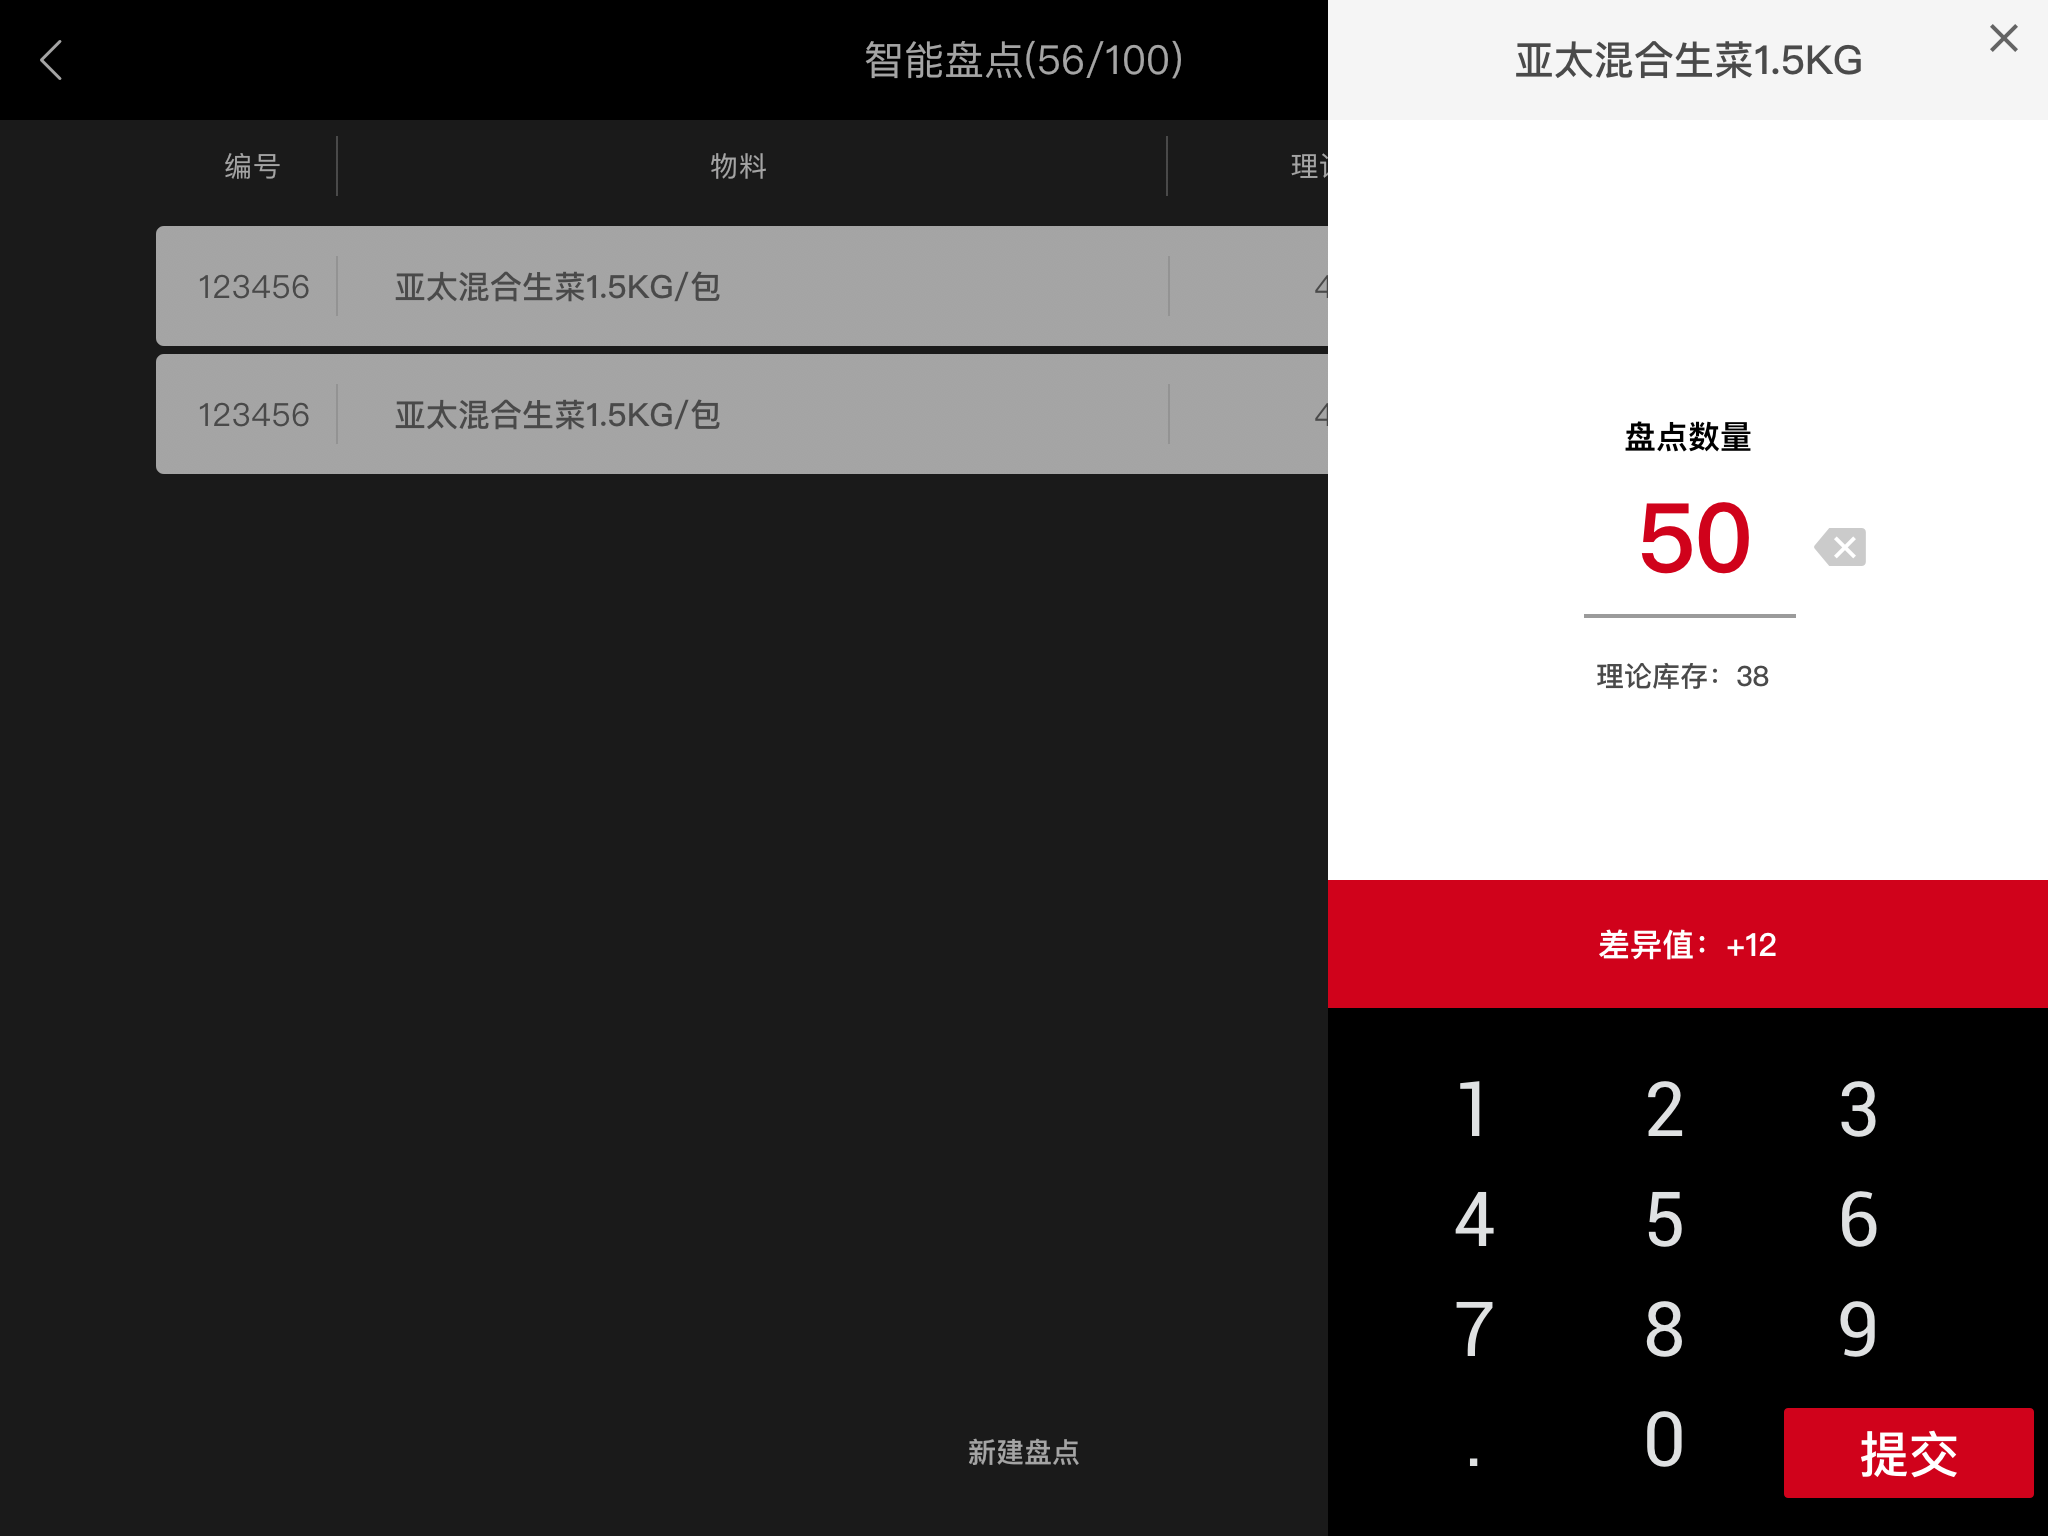 智能盘点(56/100)
编号
物料
理
123456
亚太混合生菜1.5KG/包
4
123456
亚太混合生菜1.5KG/包
4
新建盘点
亚太混合生菜1.5KG
盘点数量
50
理论库存：38
差异值：+12
1 2 3
4 5 6
7 8 9
. 0 提交